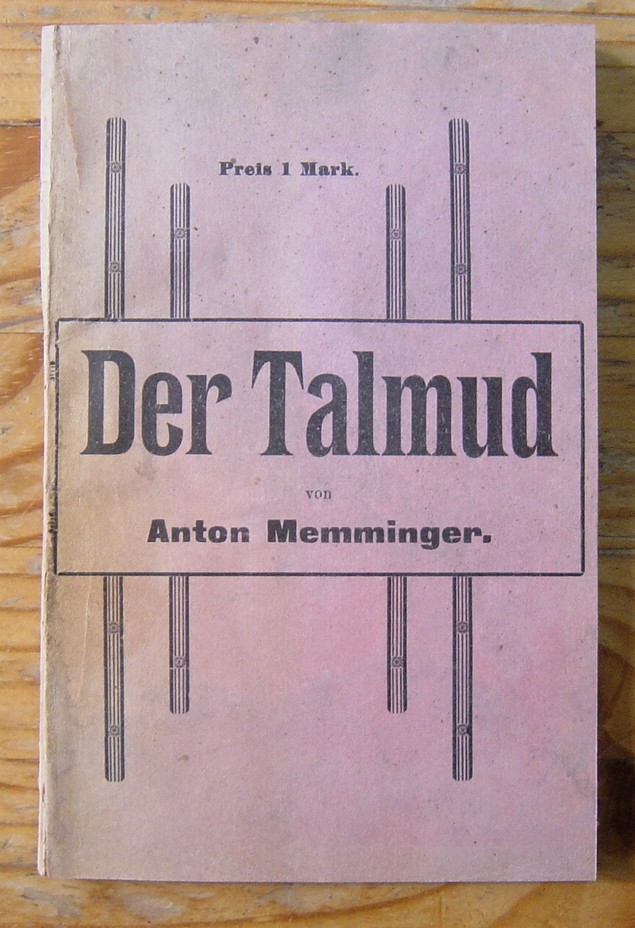 Preis 1 Mark.
Der Talmud
von
Anton Memminger.